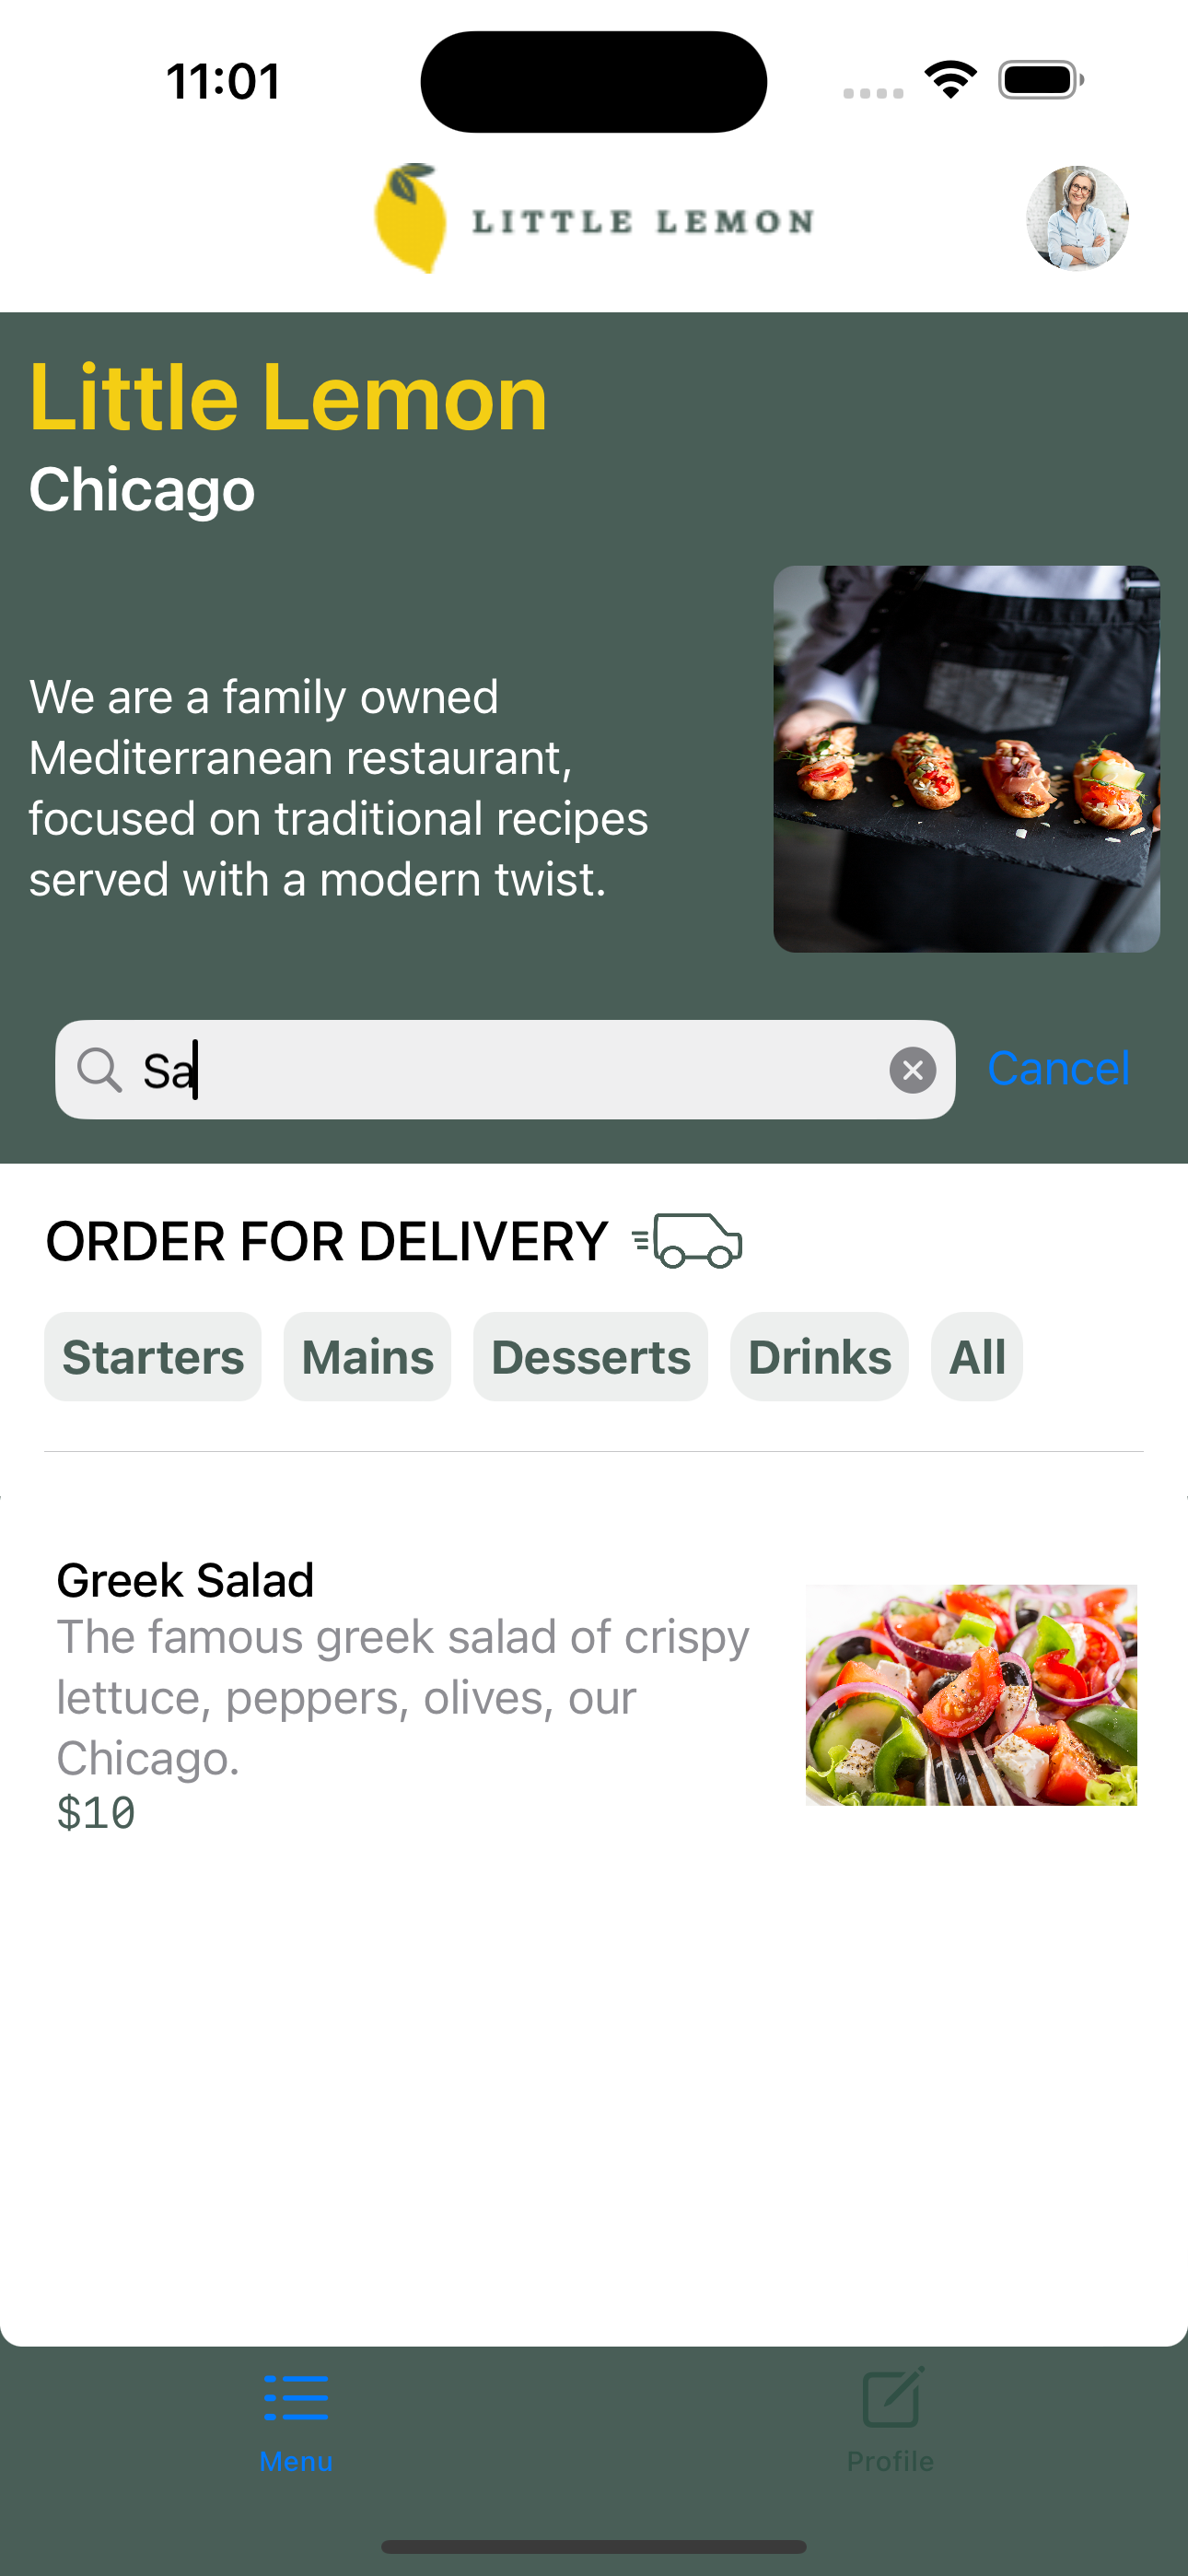 11:01
LITTLE LEMON
Little Lemon
Chicago
We are a family owned
Mediterranean restaurant,
focused on traditional recipes
served with a modern twist.
Sa
Cancel
ORDER FOR DELIVERY
Starters Mains Desserts Drinks All
Greek Salad
The famous greek salad of crispy
lettuce, peppers, olives, our
Chicago.
$10
Menu Profile